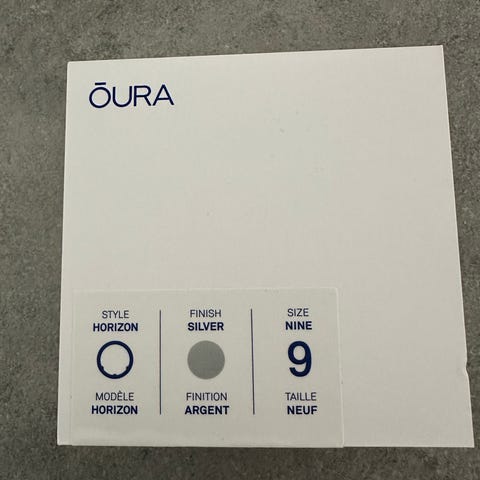 ŌURA
STYLE
HORIZON
MODÈLE
HORIZON
FINISH
SILVER
FINITION
ARGENT
SIZE
NINE
9
TAILLE
NEUF